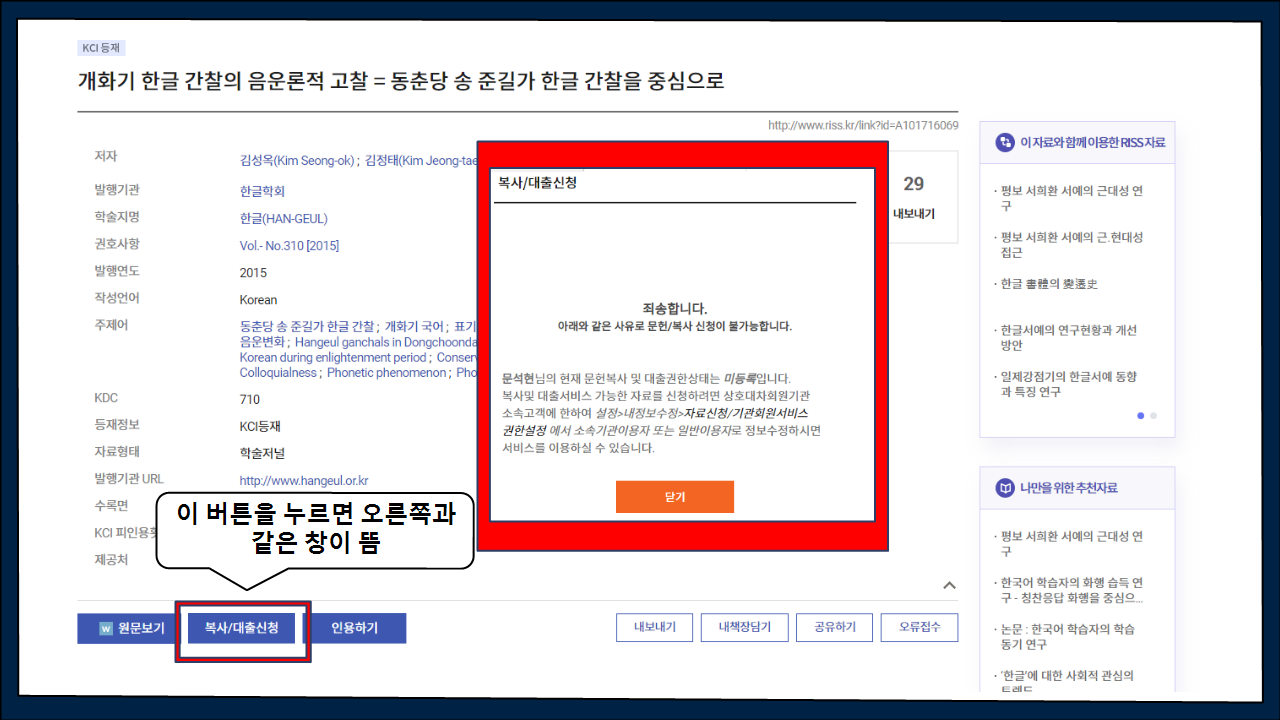 KCI 등재
개화기 한글 간찰의 음운론적 고찰 = 동춘당 송 준길가 한글 간찰을 중심으로
http://www.riss.kr/link?id=A101716069
저자
김성옥(Kim Seong-ok) ; 김정태(Kim Jeong-tae
발행기관
한글학회
학술지명
한글(HAN-GEUL)
권호사항
Vol.- No.310 [2015]
발행연도
2015
작성언어
Korean
주제어
동춘당 송 준길가 한글 간찰 ; 개화기 국어 ; 표기
음운변화 ; Hangeul ganchals in Dongchoonda
Korean during enlightenment period ; Conser
Colloquialness ; Phonetic phenomenon ; Pho
KDC
710
등재정보
KCI등재
자료형태
학술저널
발행기관 URL
http://www.hangeul.or.kr
수록면
KCI 피인용횟
제공처
29
내보내기
복사/대출신청
죄송합니다.
아래와 같은 사유로 문헌/복사 신청이 불가능합니다.
문석현님의 현재 문헌복사 및 대출권한상태는 미등록입니다.
복사및 대출서비스 가능한 자료를 신청하려면 상호대차회원기관
소속고객에 한하여 설정>내정보수정>자료신청/기관회원서비스
권한설정 에서 소속기관이용자 또는 일반이용자로 정보수정하시면
서비스를 이용하실 수 있습니다.
닫기
이 버튼을 누르면 오른쪽과
같은 창이 뜸
w 원문보기
복사/대출신청
인용하기
내보내기
내책장담기
공유하기
오류접수
이 자료와 함께 이용한 RISS 자료
· 평보 서희환 서예의 근대성 연
구
· 평보 서희환 서예의 근.현대성
접근
· 한글 書體의 變遷史
· 한글서예의 연구현황과 개선
방안
· 일제강점기의 한글서예 동향
과 특징 연구
나만을 위한 추천자료
· 평보 서희환 서예의 근대성 연
구
· 한국어 학습자의 화행 습득 연
구 - 칭찬응답 화행을 중심으...
· 논문 : 한국어 학습자의 학습
동기 연구
· '한글'에 대한 사회적 관심의
트렌드